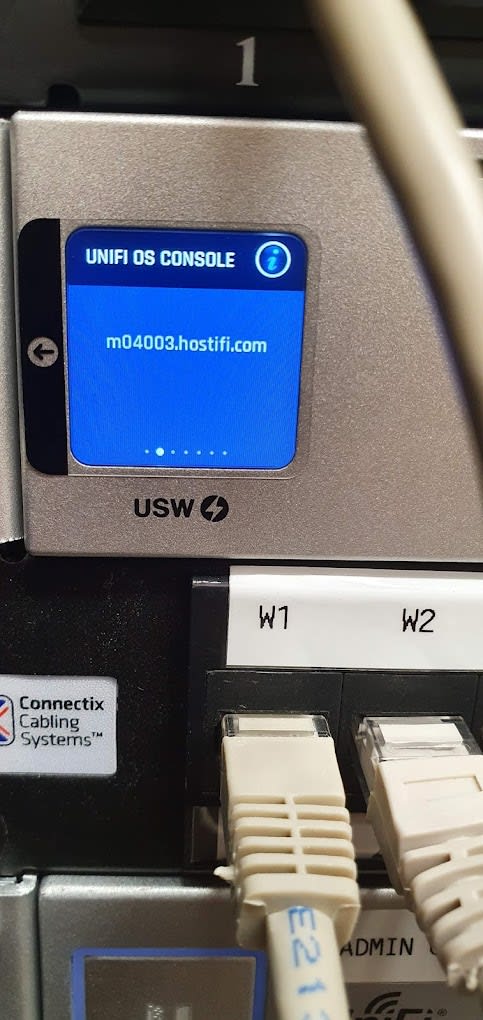 1
UNIFI OS CONSOLE i
m04003.hostifi.com
USW
W1 W2
Connectix
Cabling
Systems™
E21
ADMIN